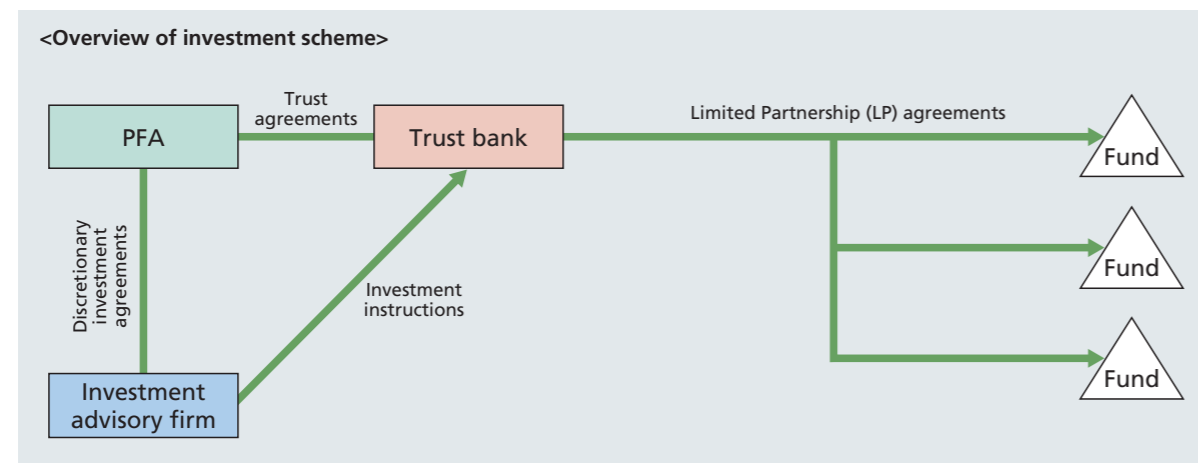 <Overview of investment scheme>
PFA
Trust
agreements
Trust bank
Limited Partnership (LP) agreements
Fund
Discretionary
investment
agreements
Investment
instructions
Fund
Investment
advisory firm
Fund